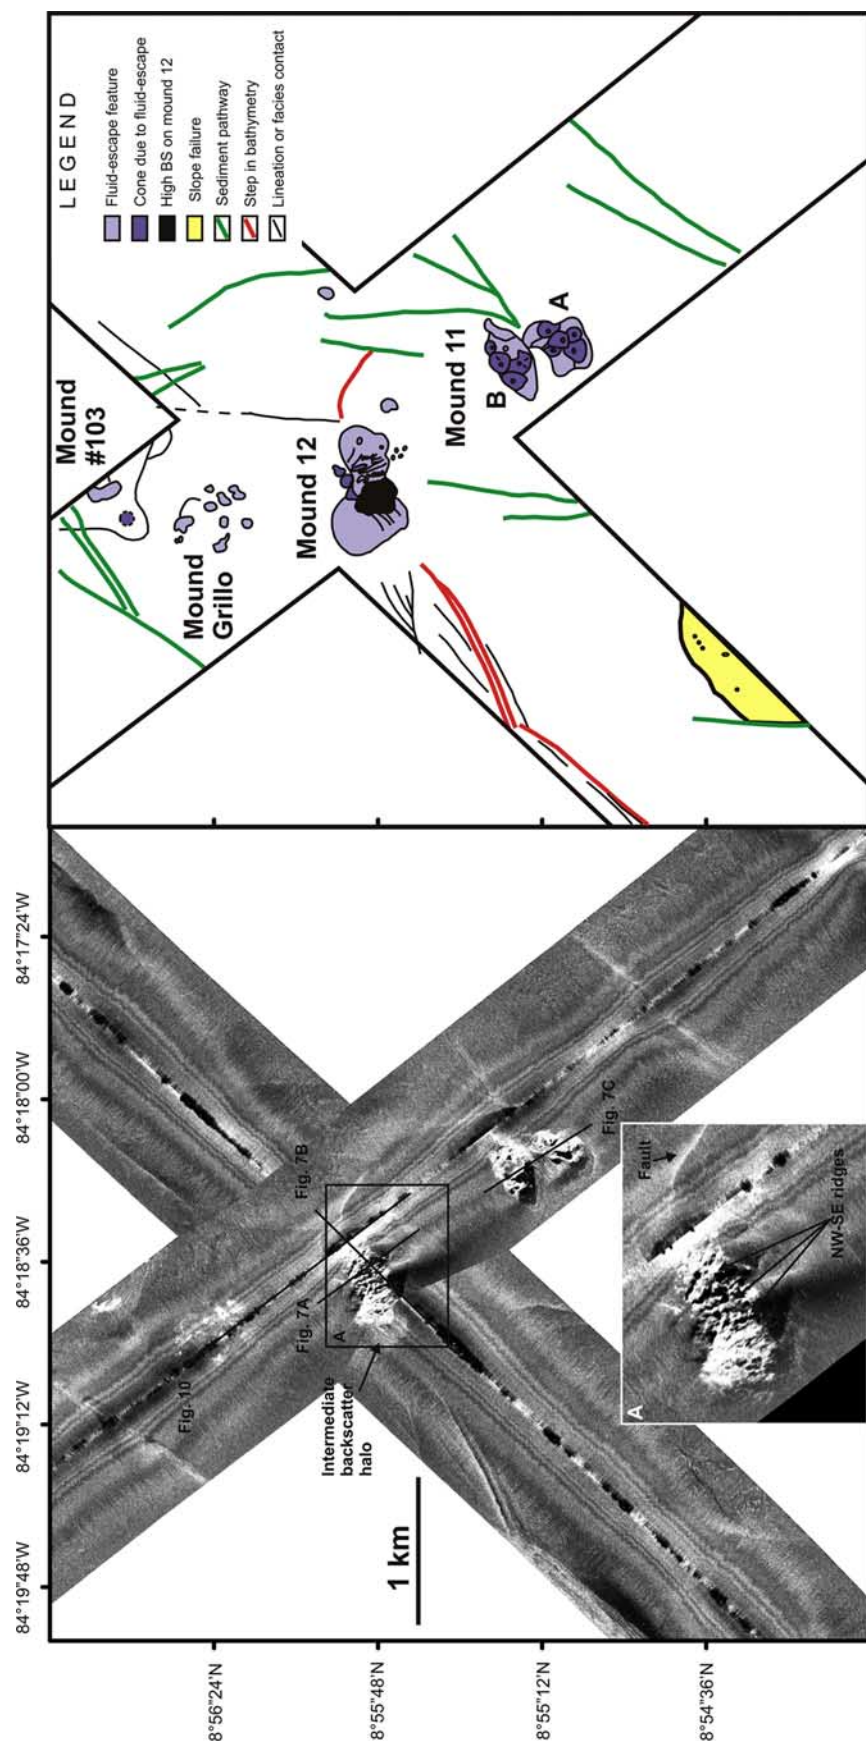 LEGEND
Fluid-escape feature
Cone due to fluid-escape
High BS on mound 12
Slope failure
Sediment pathway
Step in bathymetry
Lineation or facies contact
Mound
#103
Mound
Grillo
Mound 12
Mound 11
B
A
84°19"48'W
84°19"12'W
84°18"36'W
84°18"00'W
84°17"24'W
8°56"24'N
8°55"48'N
8°55"12'N
8°54"36'N
Fig. 10
Fig. 7A
Fig. 7B
Fig. 7C
A
Intermediate
backscatter
halo
1 km
A
Fault
NW-SE ridges